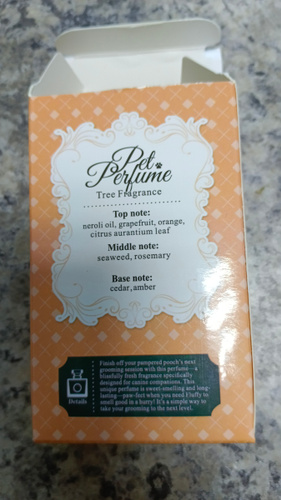 Pet
Perfume
Tree Fragrance
Top note:
neroli oil, grapefruit, orange,
citrus aurantium leaf
Middle note:
seaweed, rosemary
Base note:
cedar, amber
Details
Finish off your pampered pooch's next
grooming session with this perfume—a
blissfully fresh fragrance specifically
designed for canine companions. This
unique perfume is sweet-smelling and long-
lasting—paw-fect when you need Fluffy to
smell good in a hurry! It's a simple way to
take your grooming to the next level.